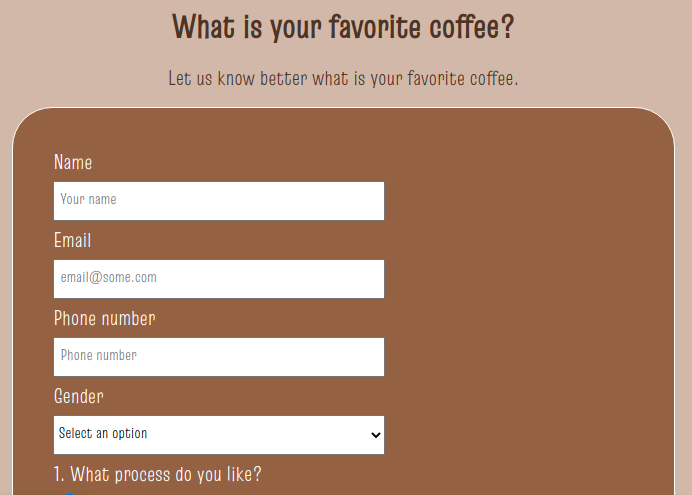 What is your favorite coffee?
Let us know better what is your favorite coffee.
Name
Your name
Email
email@some.com
Phone number
Phone number
Gender
Select an option
1. What process do you like?